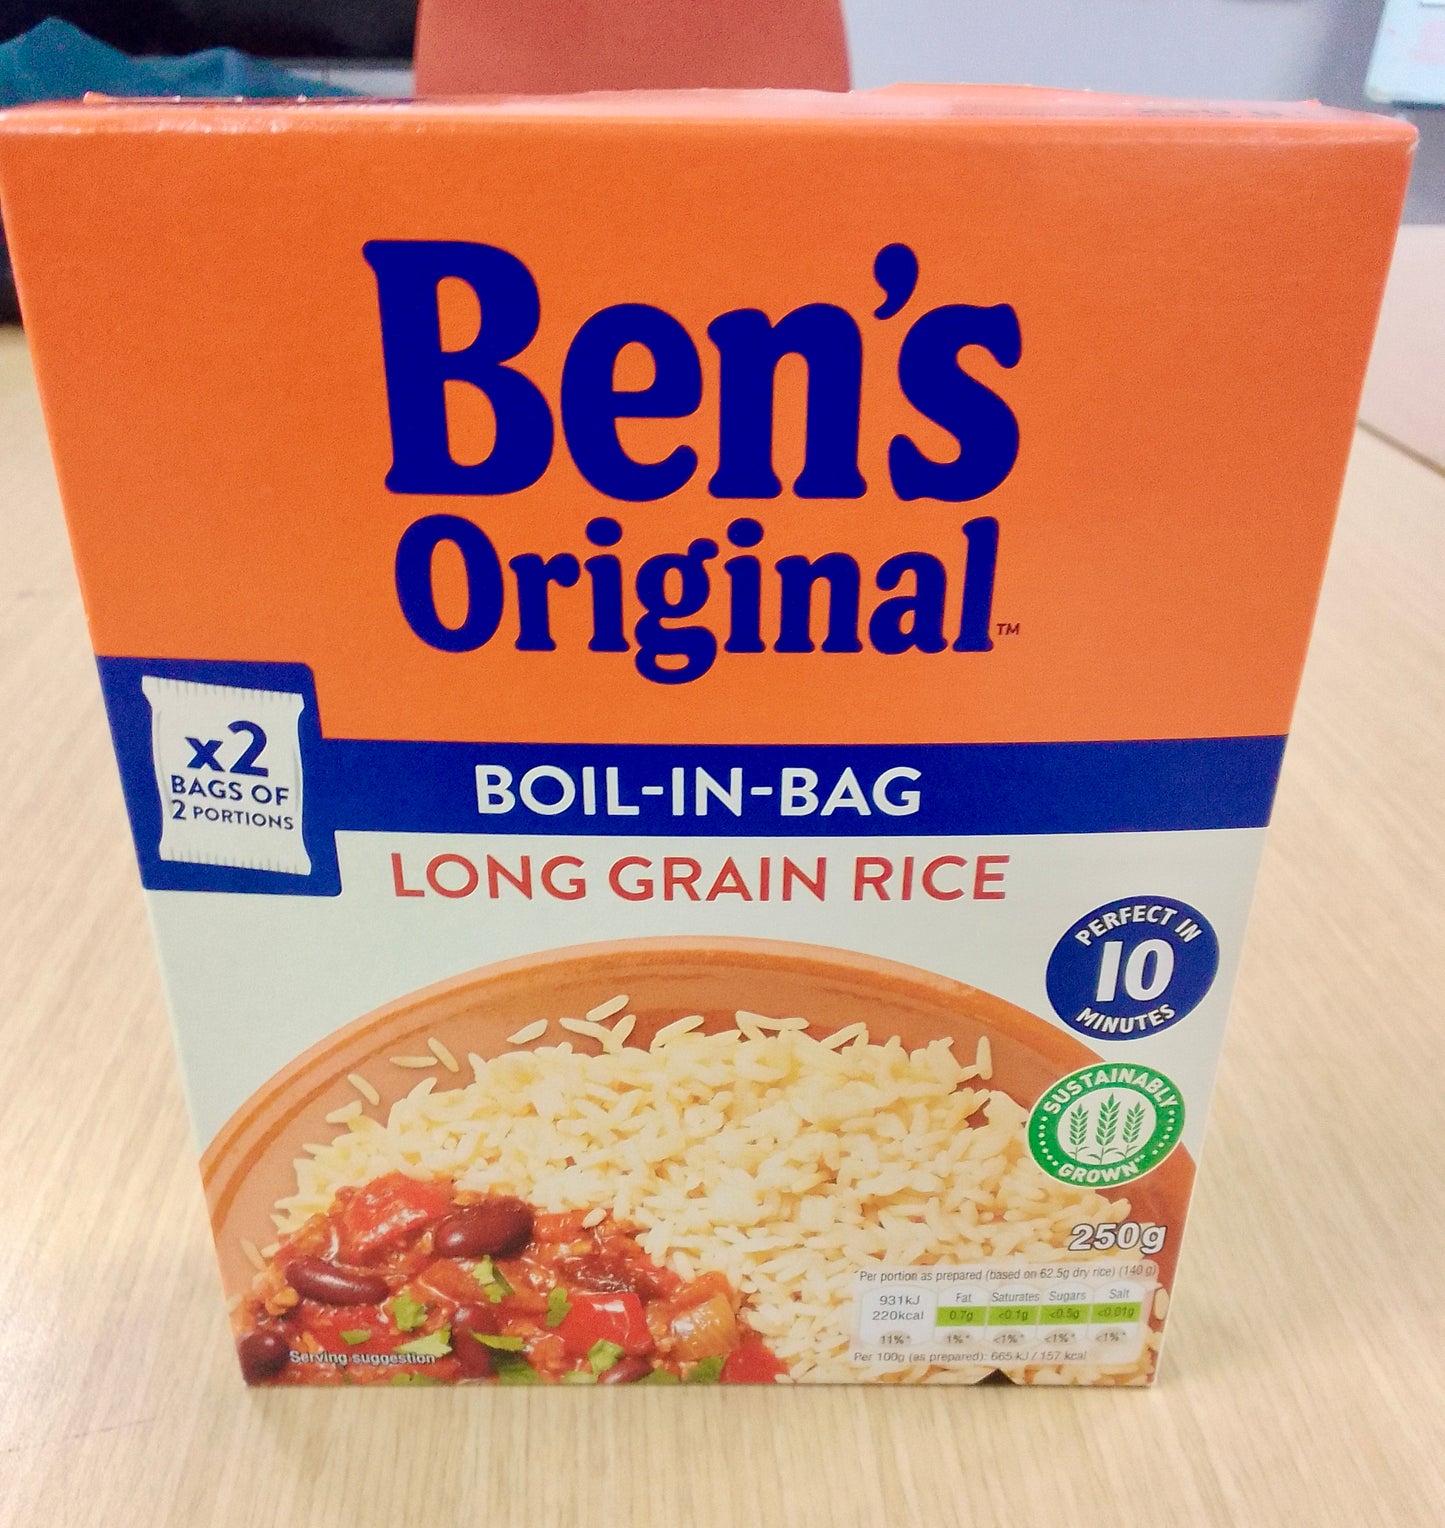 Ben's
Original™
x2
BAGS OF
2 PORTIONS
BOIL-IN-BAG
LONG GRAIN RICE
PERFECT IN
10
MINUTES
SUSTAINABLY
GROWN
250g
Per portion as prepared (based on 62.5g dry rice) (140 g)
931kJ
220kcal
11%*
Fat
0.7g
1%*
Saturates
<0.1g
<1%*
Sugars
<0.5g
<1%*
Salt
<0.01g
<1%*
Per 100g (as prepared): 665 kJ / 157 kcal
Serving suggestion